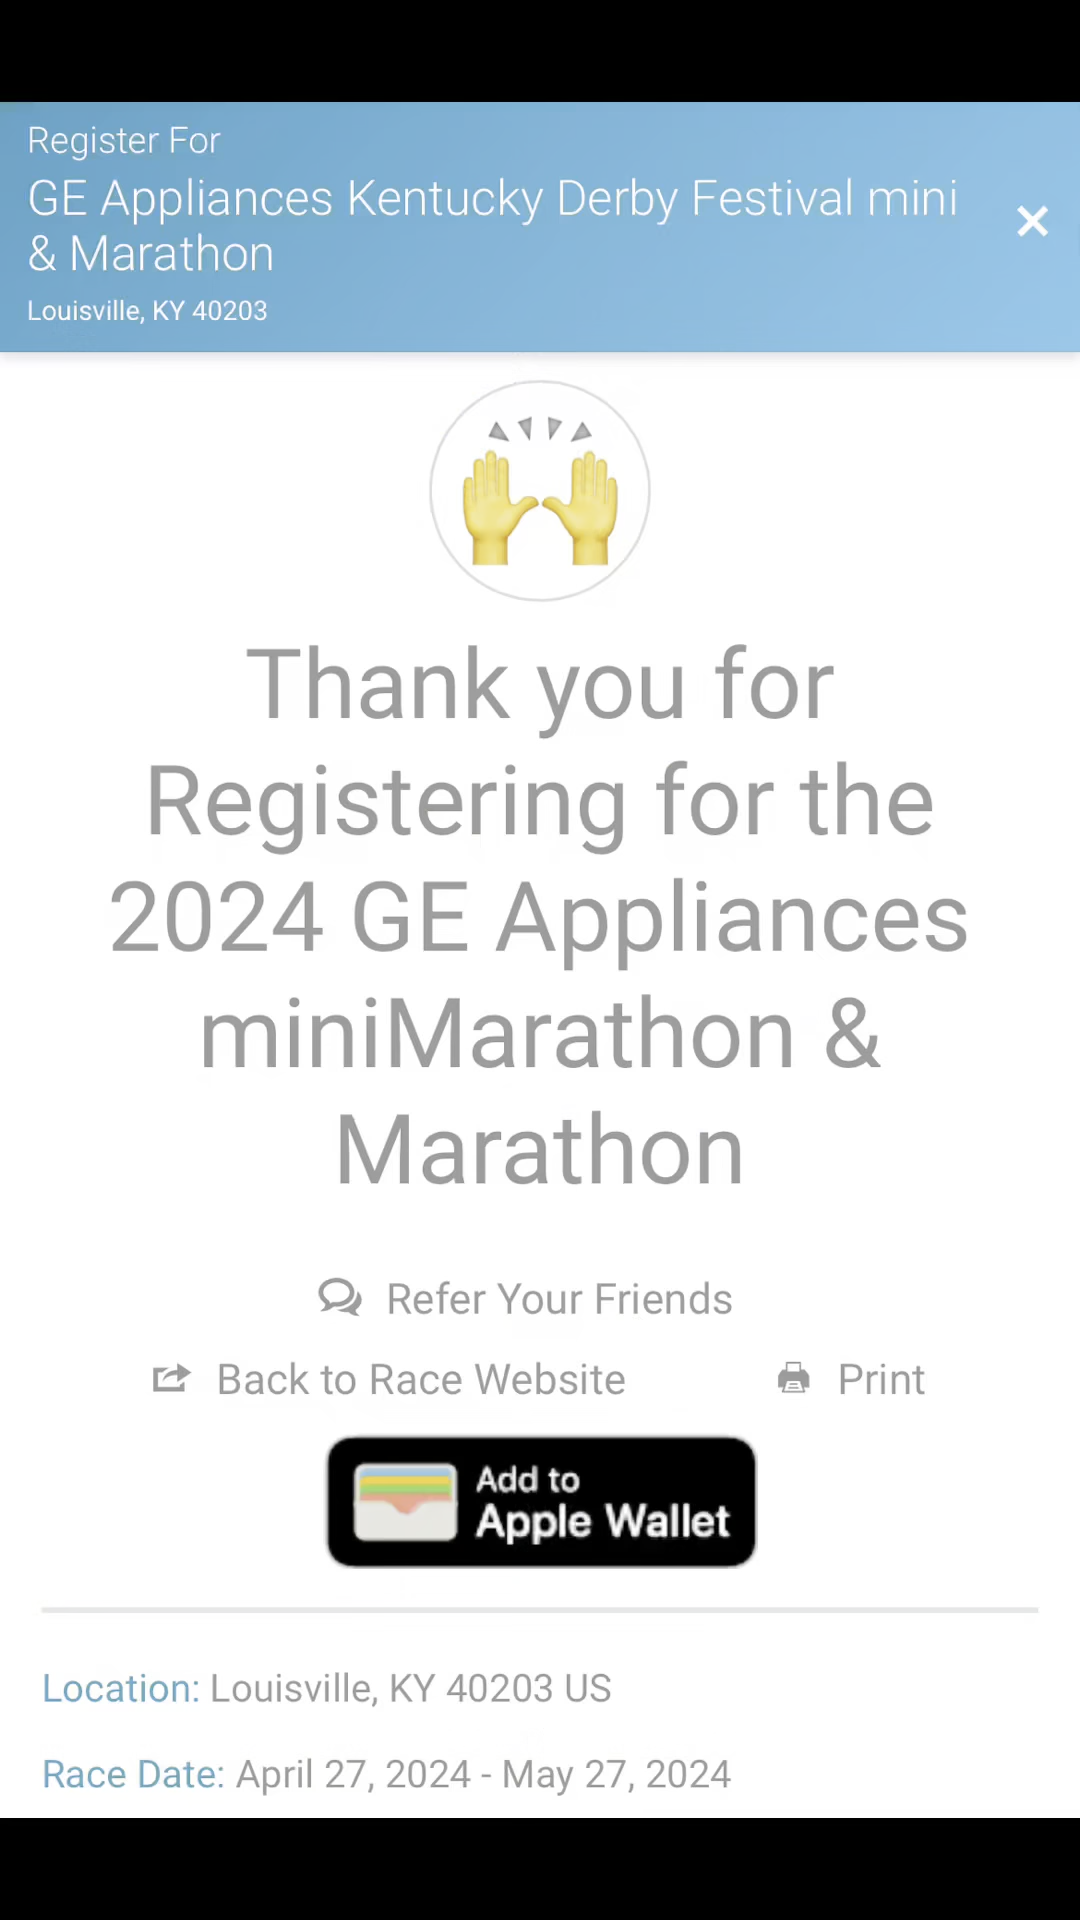 Register For
GE Appliances Kentucky Derby Festival mini
& Marathon
Louisville, KY 40203
Thank you for
Registering for the
2024 GE Appliances
miniMarathon &
Marathon
Refer Your Friends
Back to Race Website
Print
Add to
Apple Wallet
Location: Louisville, KY 40203 US
Race Date: April 27, 2024 - May 27, 2024